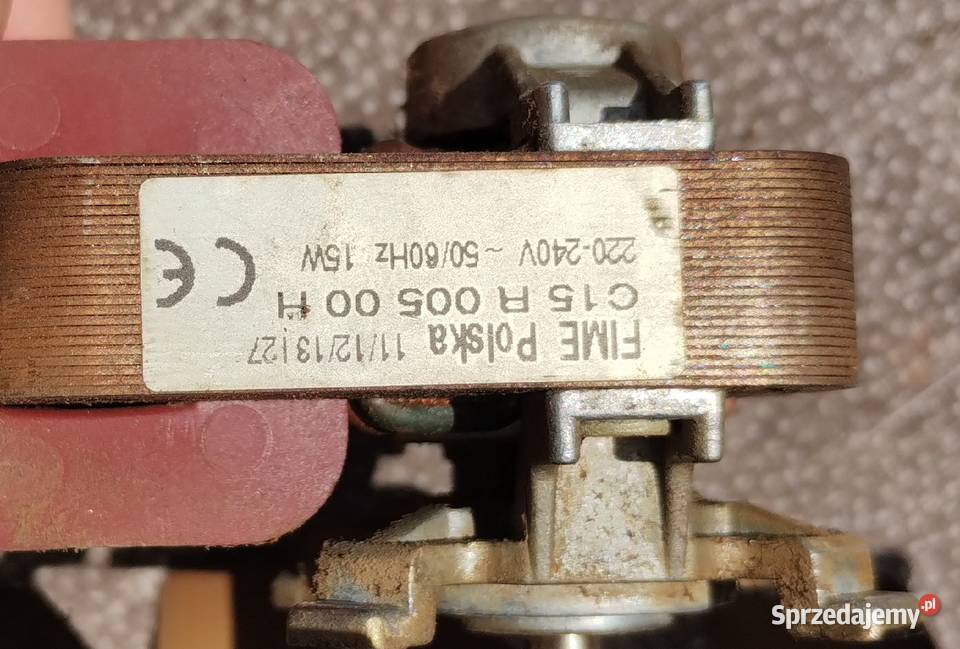 FIME Polska 11/12/13 | 27
C15 R 005 00 H
220-240V ~ 50/60Hz 15W
CE
Sprzedajemy.pl